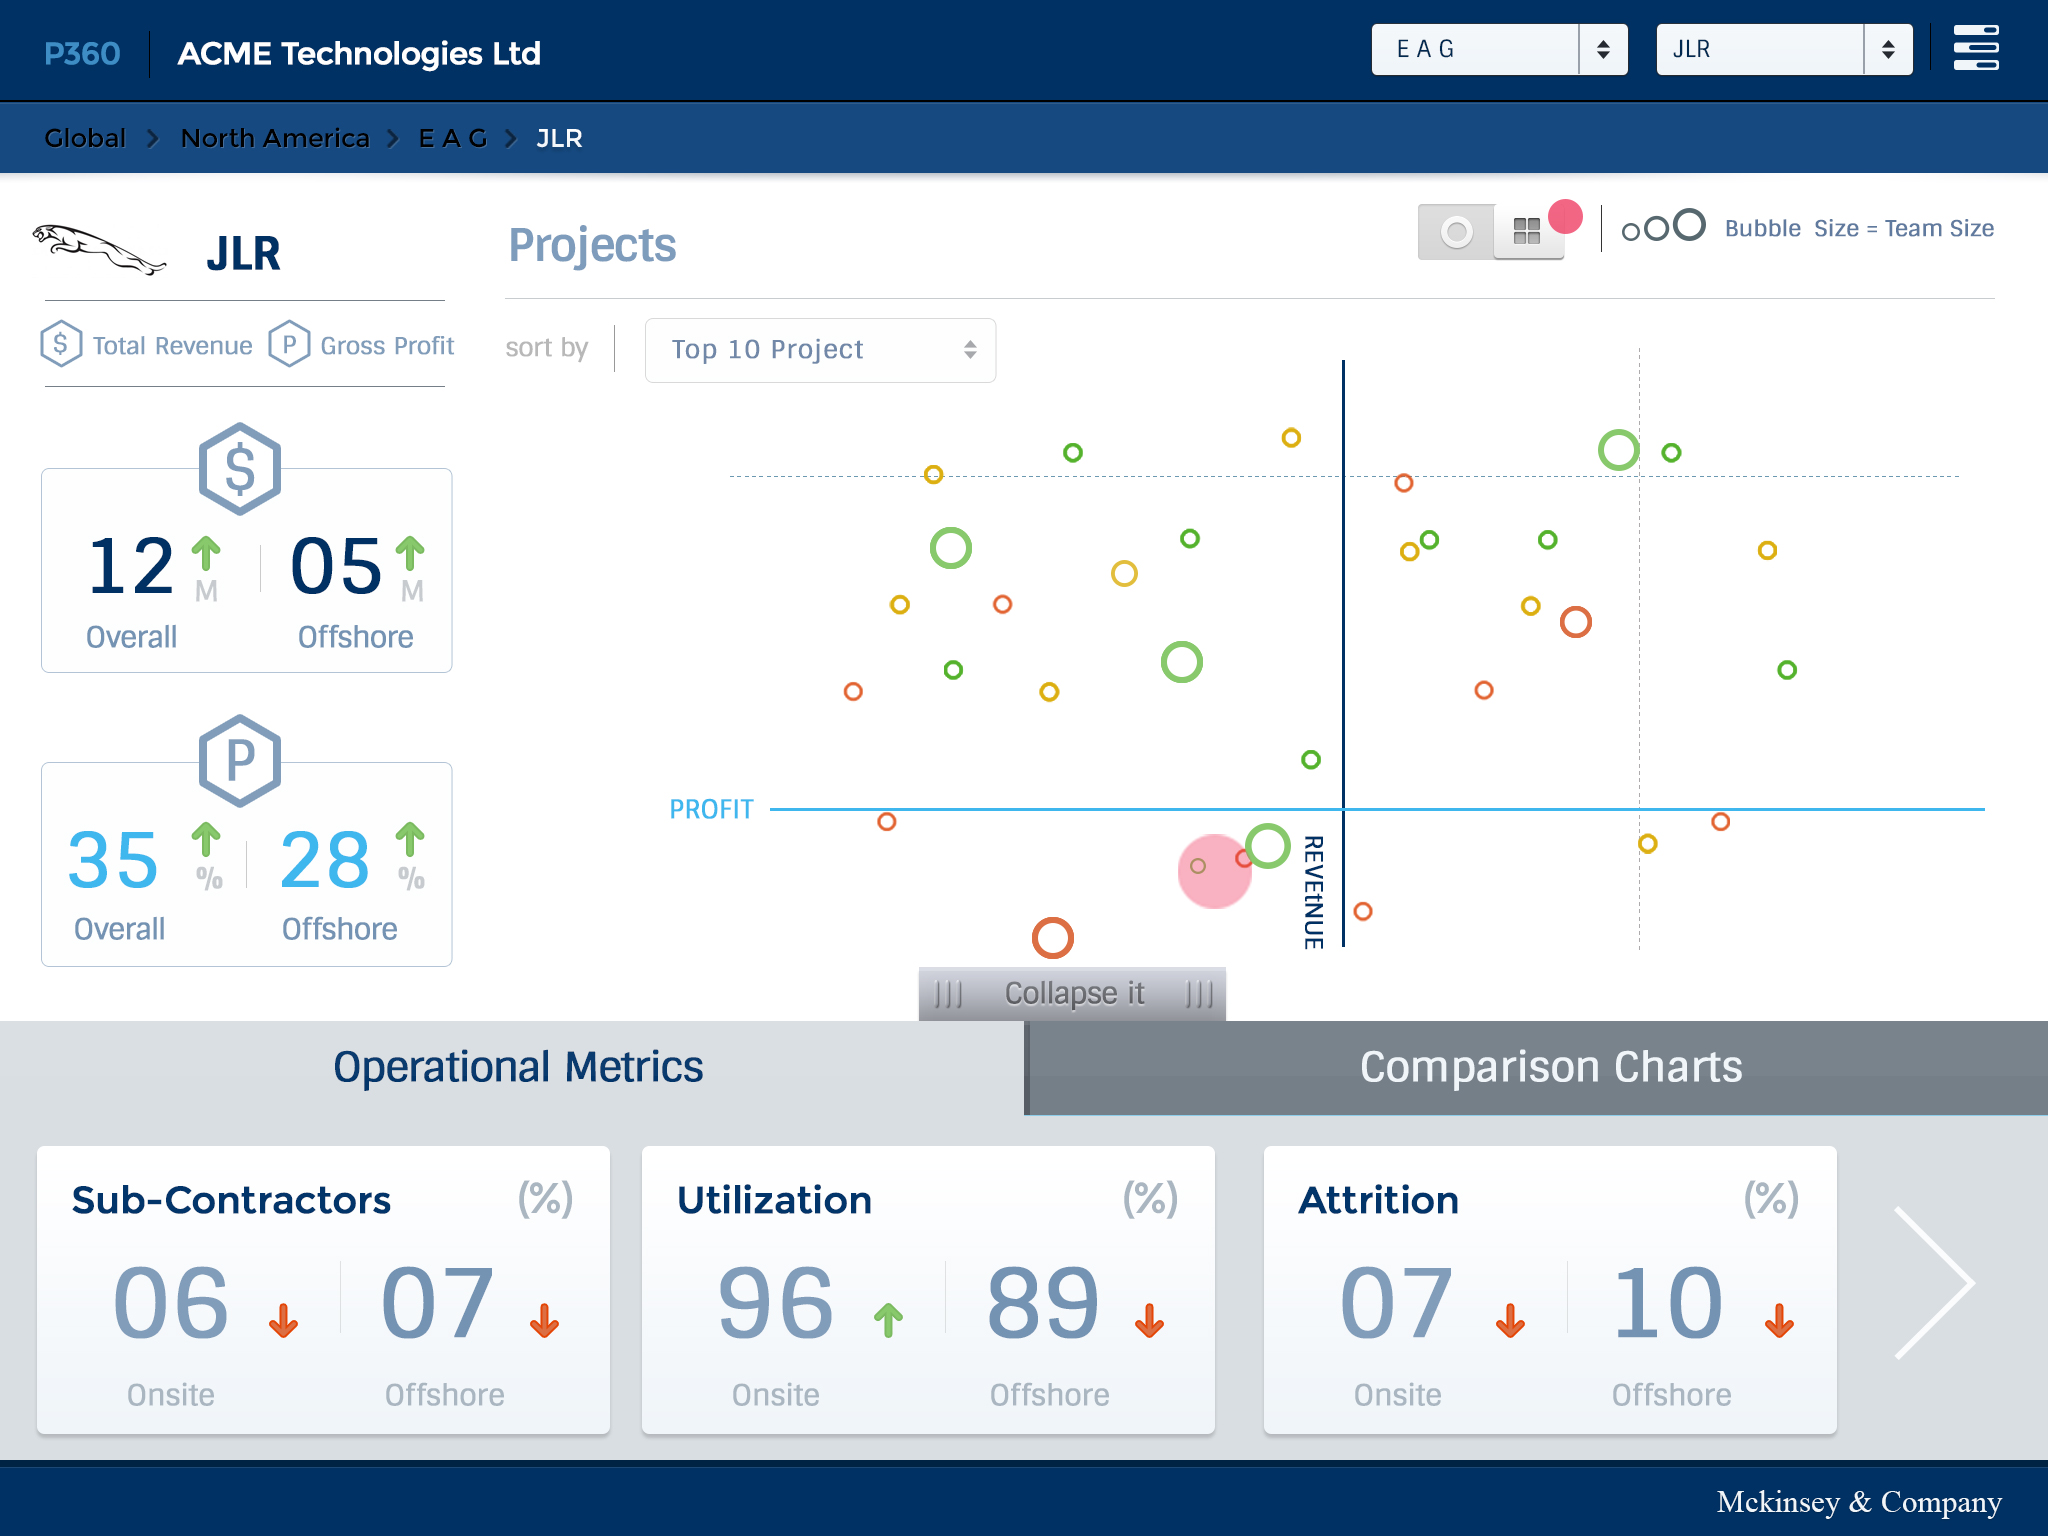 P360
ACME Technologies Ltd
E A G
JLR
Global
North America
E A G
JLR
JLR
Projects
Bubble Size = Team Size
$ Total Revenue
P Gross Profit
sort by
Top 10 Project
$
12 M
05 M
Overall
Offshore
P
35 %
28 %
Overall
Offshore
PROFIT
REVEtNUE
Collapse it
Operational Metrics
Comparison Charts
Sub-Contractors (%)
06
07
Onsite
Offshore
Utilization (%)
96
89
Onsite
Offshore
Attrition (%)
07
10
Onsite
Offshore
Mckinsey & Company